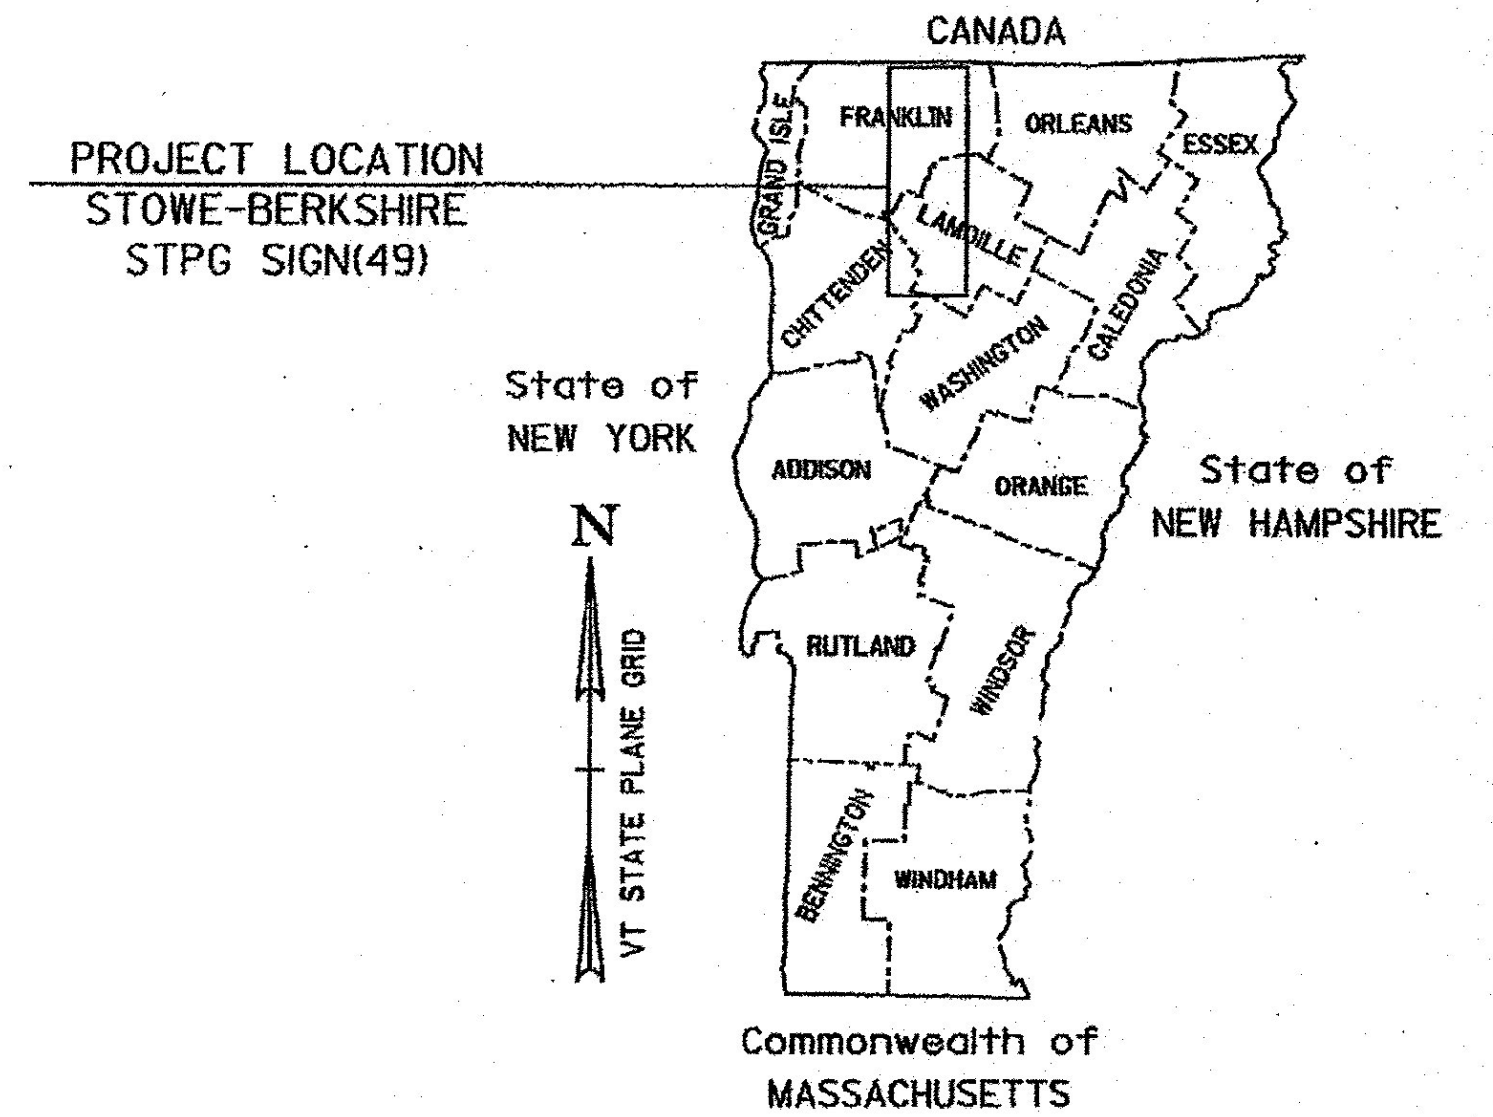 CANADA
GRAND ISLE
FRANKLIN
ORLEANS
ESSEX
PROJECT LOCATION
STOWE-BERKSHIRE
STPG SIGN(49)
LAMOILLE
CHITTENDEN
CALEDONIA
WASHINGTON
State of
NEW YORK
ADDISON
ORANGE
State of
NEW HAMPSHIRE
N
VT STATE PLANE GRID
RUTLAND
WINDSOR
BENNINGTON
WINDHAM
Commonwealth of
MASSACHUSETTS